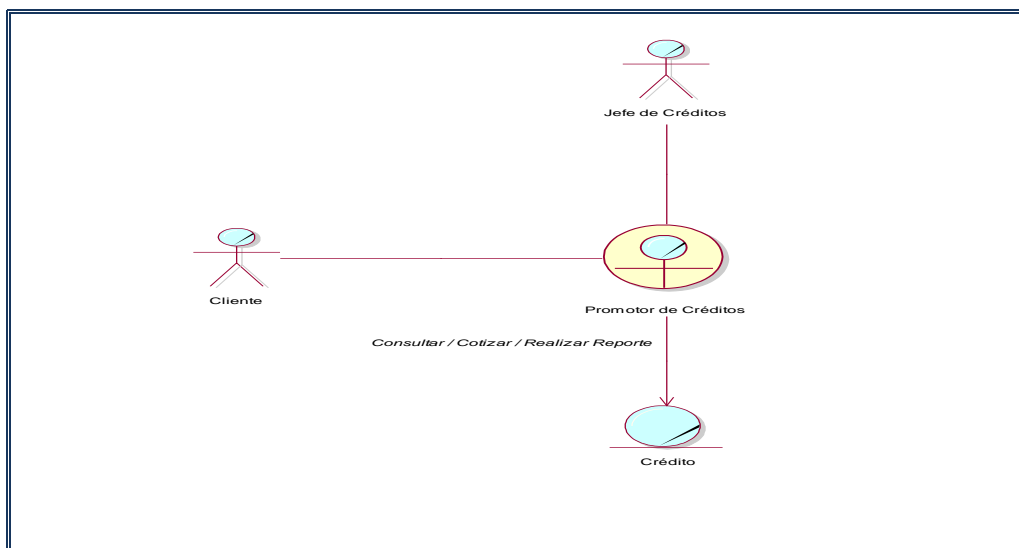 Jefe de Créditos
Cliente
Promotor de Créditos
Consultar / Cotizar / Realizar Reporte
Crédito